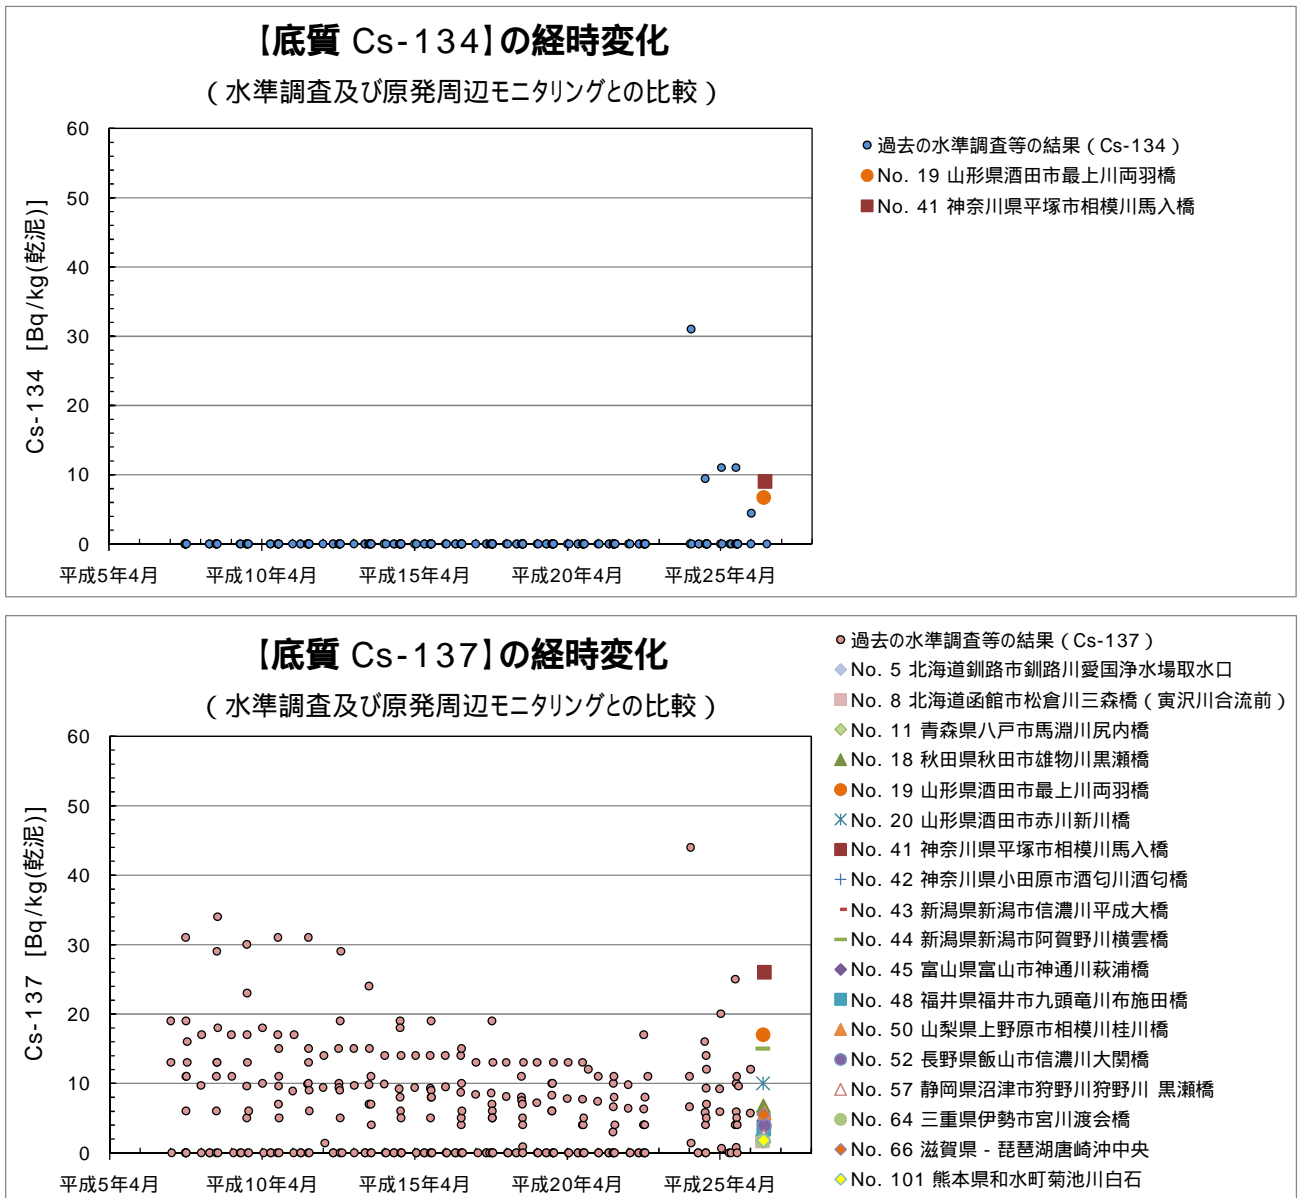 【底質 Cs-134】の経時変化
(水準調査及び原発周辺モニタリングとの比較)
Cs-134 [Bq/kg(乾泥)]
60
50
40
30
20
10
0
平成5年4月
平成10年4月
平成15年4月
平成20年4月
平成25年4月
過去の水準調査等の結果(Cs-134)
No. 19 山形県酒田市最上川両羽橋
No. 41 神奈川県平塚市相模川馬入橋
【底質 Cs-137】の経時変化
(水準調査及び原発周辺モニタリングとの比較)
Cs-137 [Bq/kg(乾泥)]
60
50
40
30
20
10
0
平成5年4月
平成10年4月
平成15年4月
平成20年4月
平成25年4月
過去の水準調査等の結果(Cs-137)
No. 5 北海道釧路市釧路川愛国浄水場取水口
No. 8 北海道函館市松倉川三森橋(寅沢川合流前)
No. 11 青森県八戸市馬淵川尻内橋
No. 18 秋田県秋田市雄物川黒瀬橋
No. 19 山形県酒田市最上川両羽橋
No. 20 山形県酒田市赤川新川橋
No. 41 神奈川県平塚市相模川馬入橋
No. 42 神奈川県小田原市酒匂川酒匂橋
No. 43 新潟県新潟市信濃川平成大橋
No. 44 新潟県新潟市阿賀野川横雲橋
No. 45 富山県富山市神通川萩浦橋
No. 48 福井県福井市九頭竜川布施田橋
No. 50 山梨県上野原市相模川桂川橋
No. 52 長野県飯山市信濃川大関橋
No. 57 静岡県沼津市狩野川狩野川 黒瀬橋
No. 64 三重県伊勢市宮川渡会橋
No. 66 滋賀県 - 琵琶湖唐崎沖中央
No. 101 熊本県和水町菊池川白石